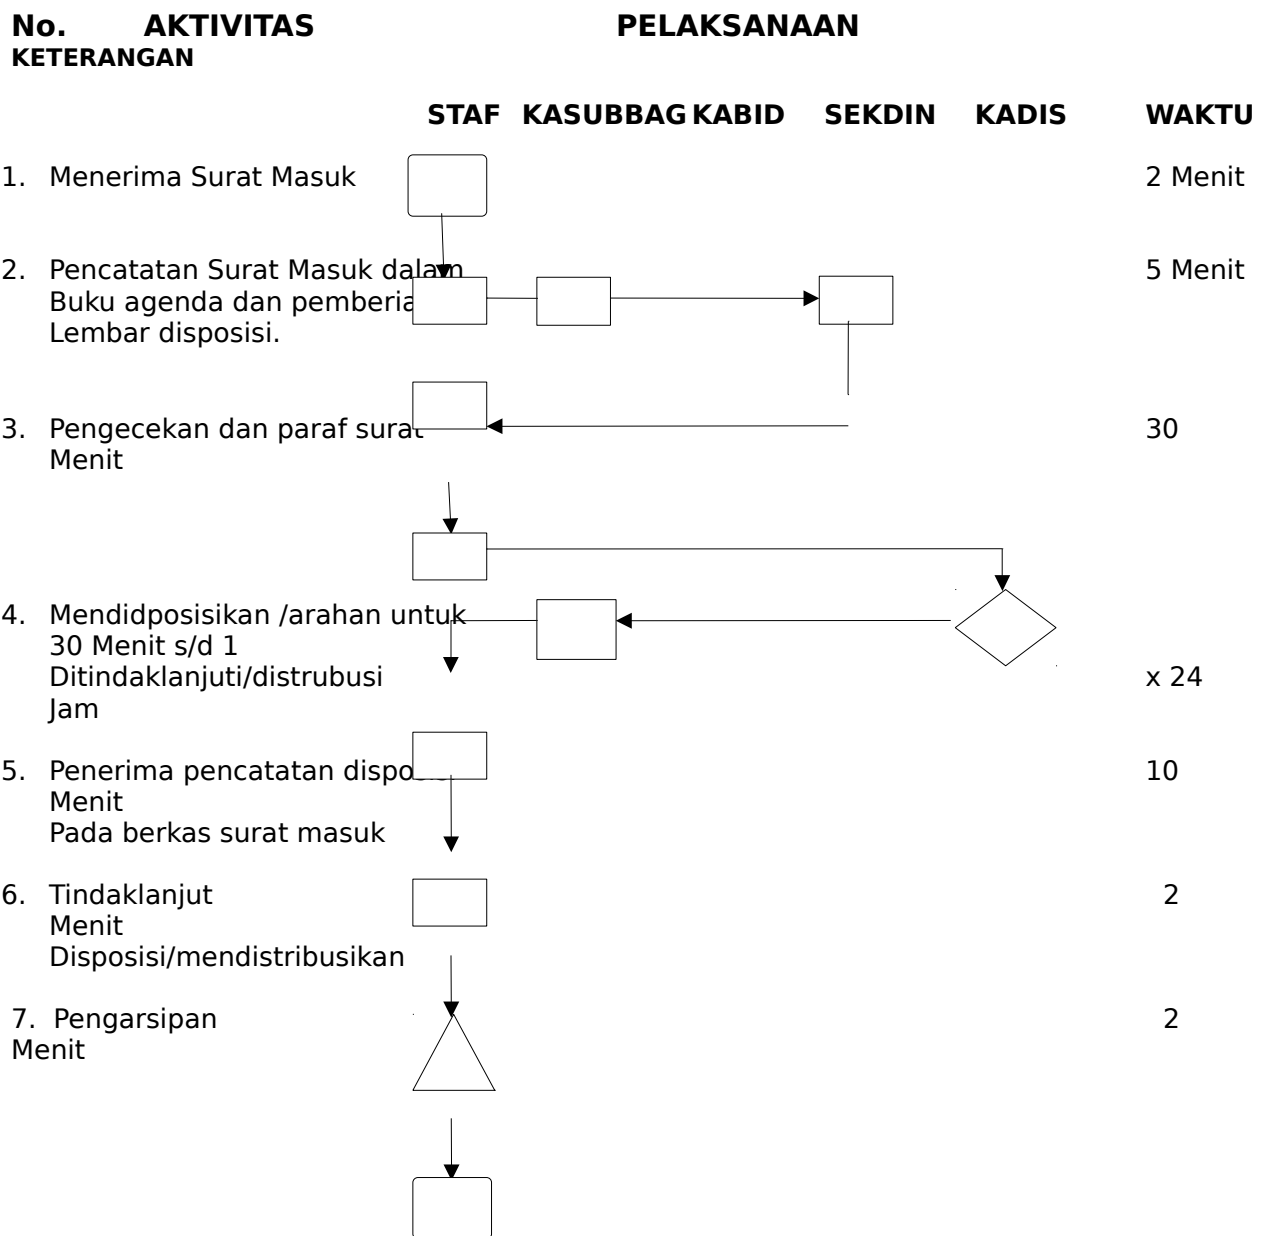 No. AKTIVITAS PELAKSANAAN
KETERANGAN
STAF KASUBBAG KABID SEKDIN KADIS WAKTU
1. Menerima Surat Masuk 2 Menit
2. Pencatatan Surat Masuk dalam 5 Menit
Buku agenda dan pemberia
Lembar disposisi.
3. Pengecekan dan paraf surat 30
Menit
4. Mendidposisikan /arahan untuk
30 Menit s/d 1
Ditindaklanjuti/distrubusi x 24
Jam
5. Penerima pencatatan disposisi 10
Menit
Pada berkas surat masuk
6. Tindaklanjut 2
Menit
Disposisi/mendistribusikan
7. Pengarsipan 2
Menit